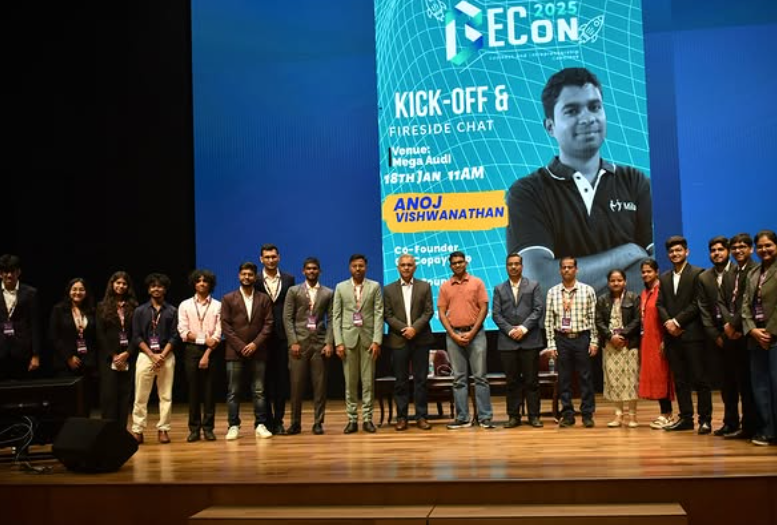 2025
ECON
KICK-OFF &
FIRESIDE CHAT
Venue:
Mega Audi
18TH JAN 11AM
ANOJ
VISHWANATHAN
Co-Founder